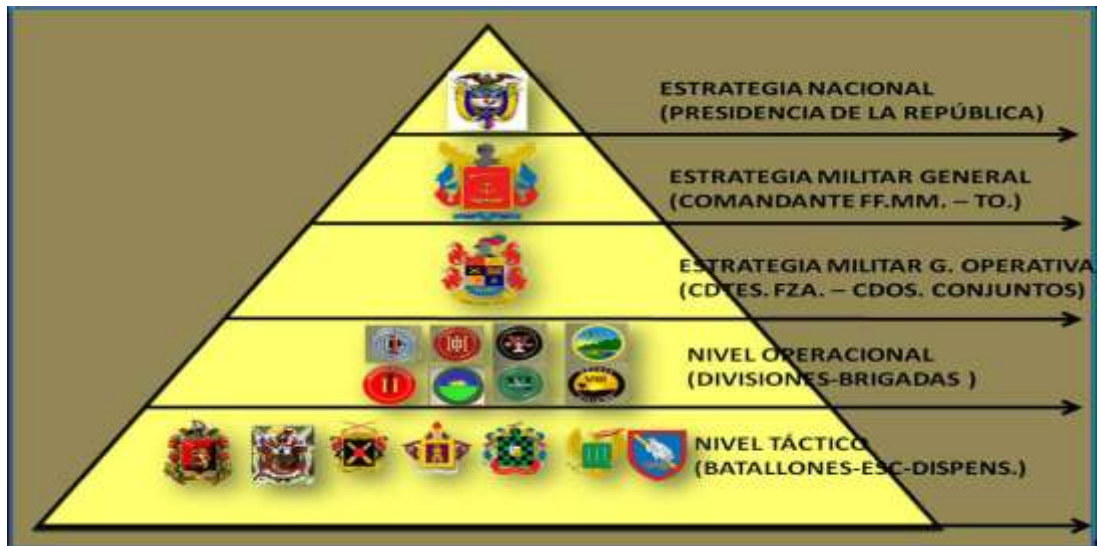 ESTRATEGIA NACIONAL
(PRESIDENCIA DE LA REPÚBLICA)
ESTRATEGIA MILITAR GENERAL
(COMANDANTE FF.MM. – TO.)
ESTRATEGIA MILITAR G. OPERATIVA
(CDTES. FZA. – CDOS. CONJUNTOS)
NIVEL OPERACIONAL
(DIVISIONES-BRIGADAS )
NIVEL TÁCTICO
(BATALLONES-ESC-DISPENS.)